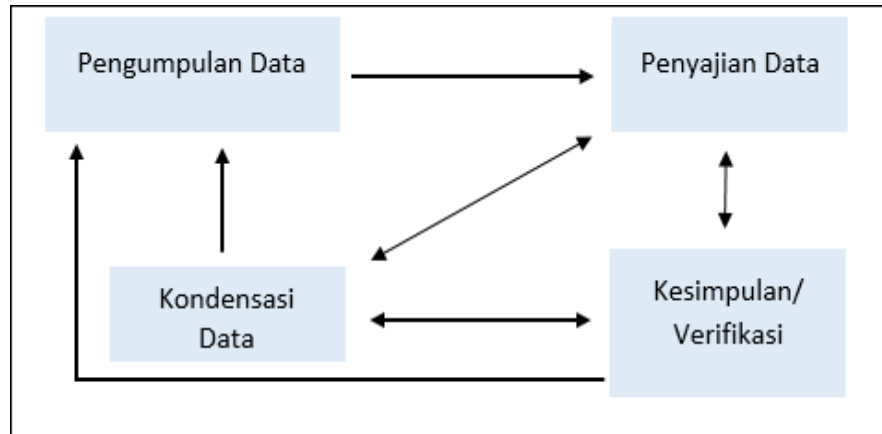 Pengumpulan Data
Penyajian Data
Kondensasi
Data
Kesimpulan/
Verifikasi